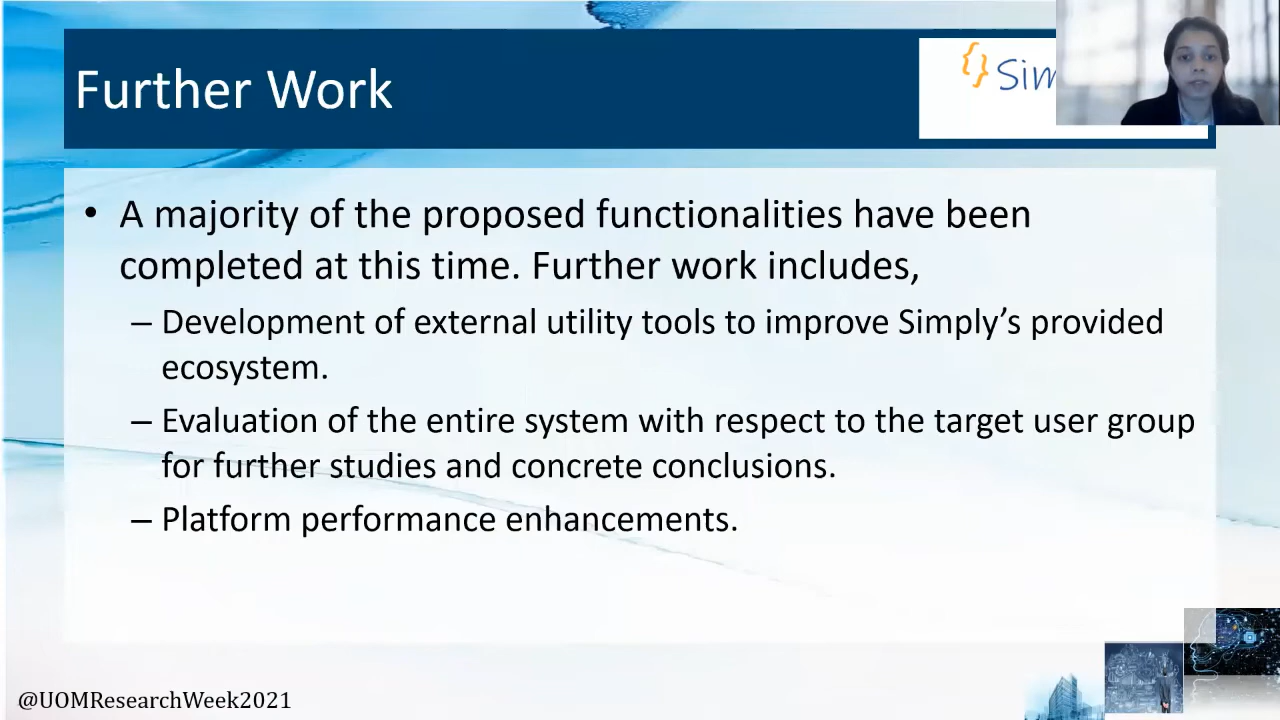 Further Work
{} Sim
• A majority of the proposed functionalities have been
completed at this time. Further work includes,
– Development of external utility tools to improve Simply’s provided
ecosystem.
– Evaluation of the entire system with respect to the target user group
for further studies and concrete conclusions.
– Platform performance enhancements.
@UOMResearchWeek2021